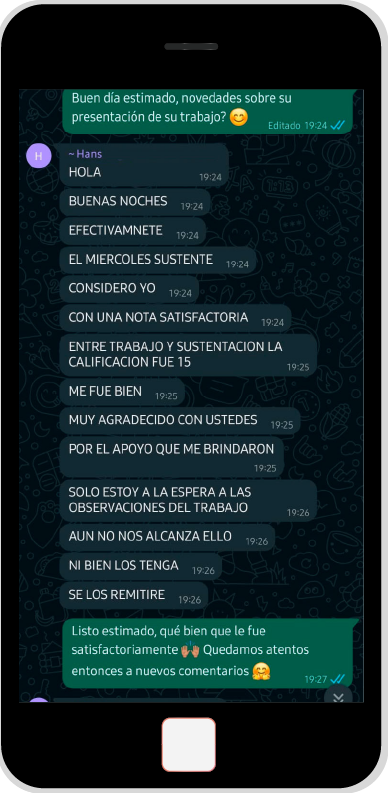 Buen día estimado, novedades sobre su
presentación de su trabajo? 😊
Editado 19:24
H
~Hans
HOLA
19:24
BUENAS NOCHES 19:24
EFECTIVAMNETE 19:24
EL MIERCOLES SUSTENTE 19:24
CONSIDERO YO 19:24
CON UNA NOTA SATISFACTORIA 19:24
ENTRE TRABAJO Y SUSTENTACION LA
CALIFICACION FUE 15
19:25
ME FUE BIEN 19:25
MUY AGRADECIDO CON USTEDES 19:25
POR EL APOYO QUE ME BRINDARON
19:25
SOLO ESTOY A LA ESPERA A LAS
OBSERVACIONES DEL TRABAJO 19:26
AUN NO NOS ALCANZA ELLO 19:26
NI BIEN LOS TENGA 19:26
SE LOS REMITIRE 19:26
Listo estimado, qué bien que le fue
satisfactoriamente 🙌🏽 Quedamos atentos
entonces a nuevos comentarios 🤗
19:27